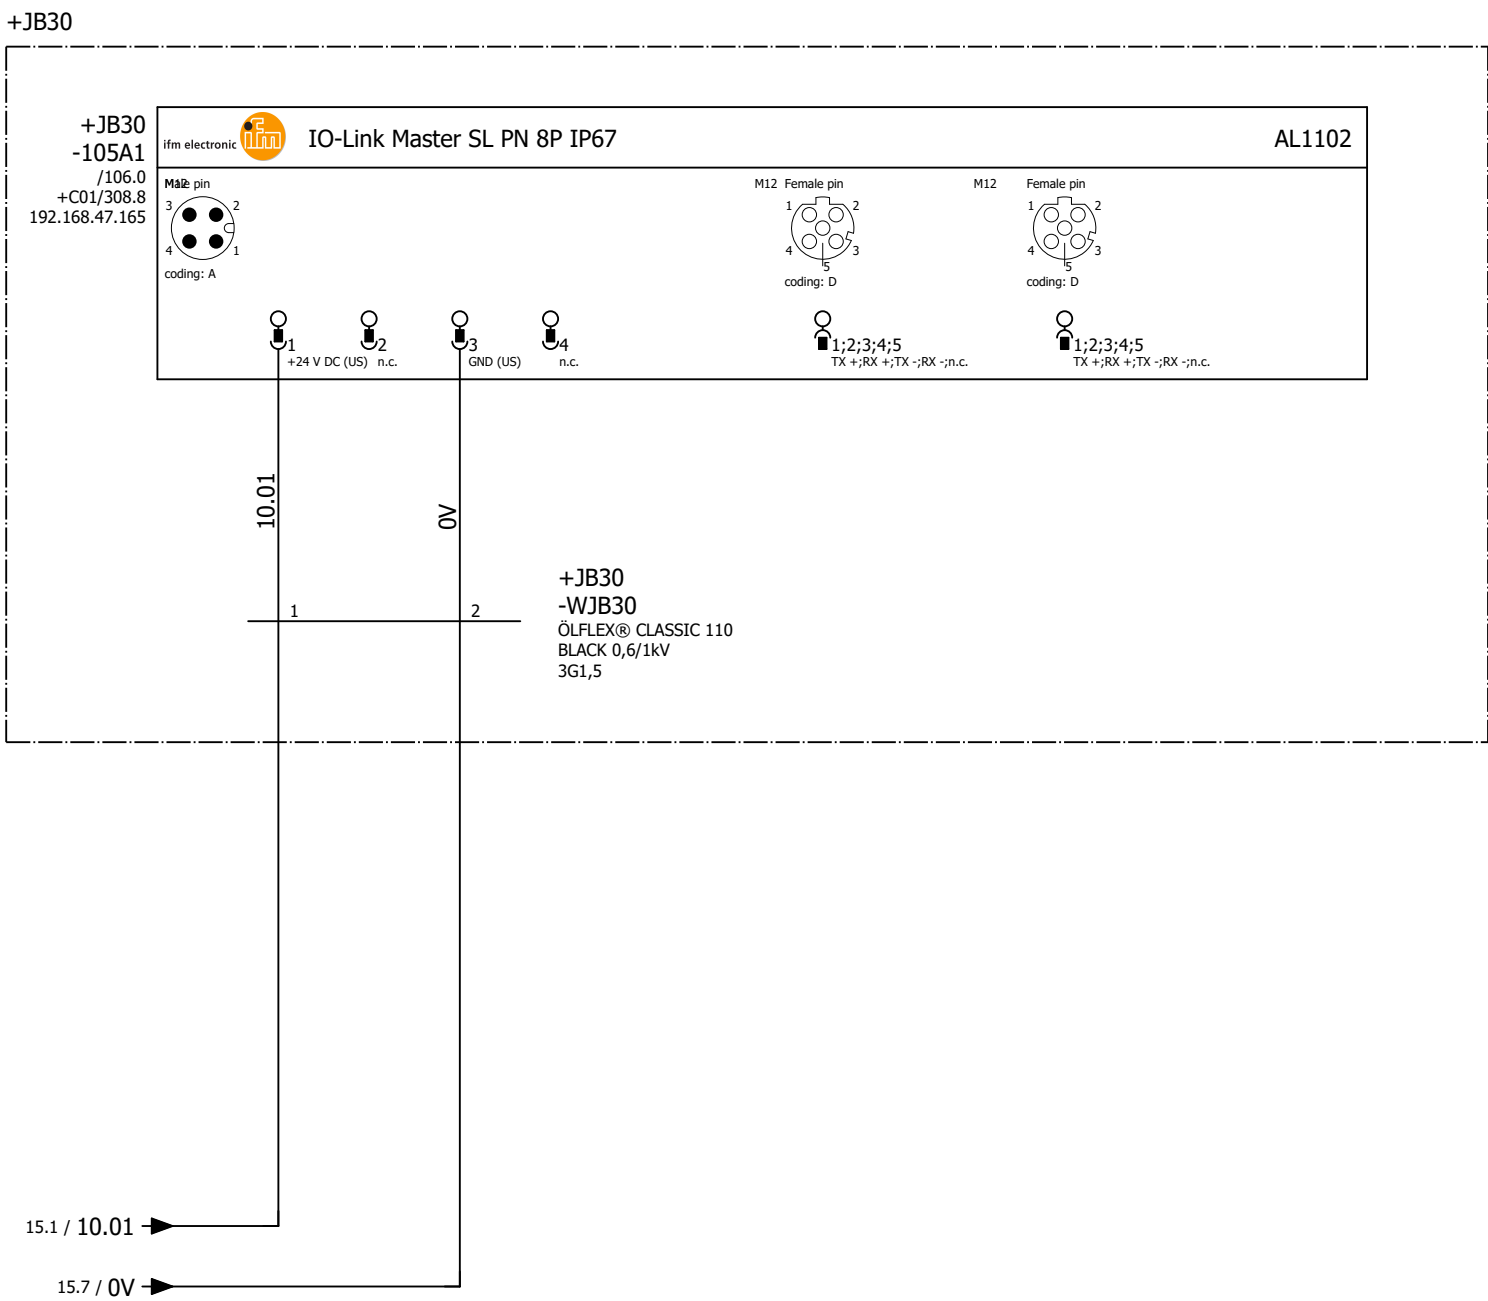 +JB30
+JB30
-105A1
/106.0
+C01/308.8
192.168.47.165
ifm electronic
ifm
IO-Link Master SL PN 8P IP67
AL1102
M12
Male pin
3
2
4
1
coding: A
M12 Female pin
1
2
4
3
5
coding: D
M12 Female pin
1
2
4
3
5
coding: D
1
+24 V DC (US)
2
n.c.
3
GND (US)
4
n.c.
1;2;3;4;5
TX +;RX +;TX -;RX -;n.c.
1;2;3;4;5
TX +;RX +;TX -;RX -;n.c.
10.01
0V
1
2
+JB30
-WJB30
ÖLFLEX® CLASSIC 110
BLACK 0,6/1kV
3G1,5
15.1 / 10.01
15.7 / 0V